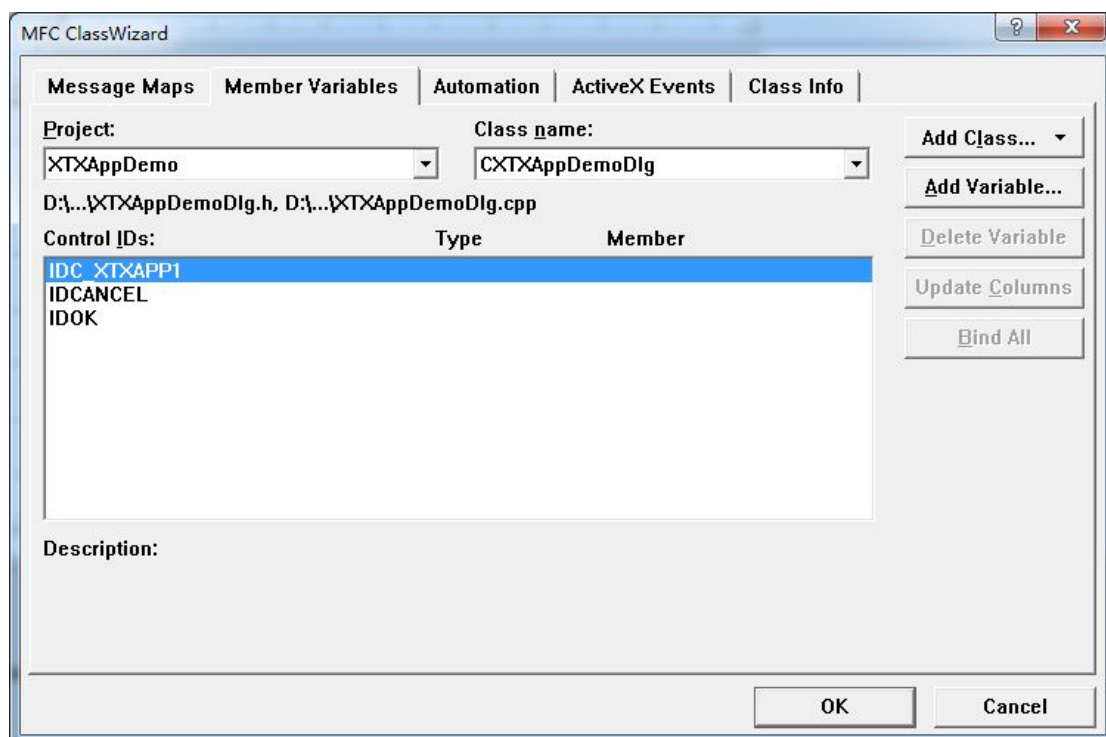 MFC ClassWizard
Message Maps Member Variables Automation ActiveX Events Class Info
Project: Class name:
XTXAppDemo CXTXAppDemoDlg
D:\...\XTXAppDemoDlg.h, D:\...\XTXAppDemoDlg.cpp
Control IDs: Type Member
IDC_XTXAPP1
IDCANCEL
IDOK
Description:
Add Class...
Add Variable...
Delete Variable
Update Columns
Bind All
OK Cancel